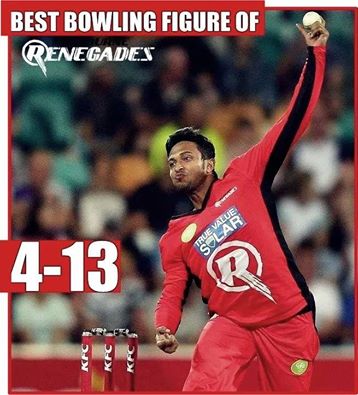 BEST BOWLING FIGURE OF
RENEGADES
TRUE VALUE
SOLAR
R
4-13
KFC
KFC
KFC